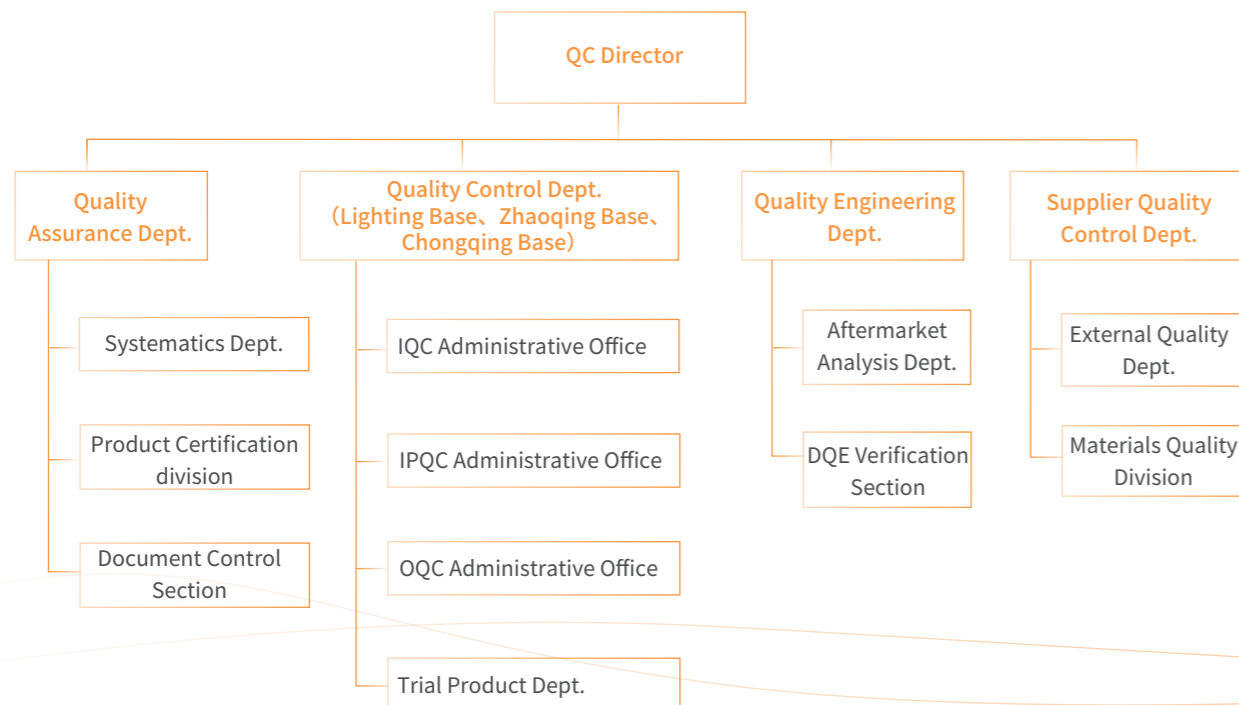 QC Director
Quality
Assurance Dept.
Quality Control Dept.
（Lighting Base、Zhaoqing Base、
Chongqing Base）
Quality Engineering
Dept.
Supplier Quality
Control Dept.
Systematics Dept.
Product Certification
division
Document Control
Section
IQC Administrative Office
IPQC Administrative Office
OQC Administrative Office
Trial Product Dept.
Aftermarket
Analysis Dept.
DQE Verification
Section
External Quality
Dept.
Materials Quality
Division